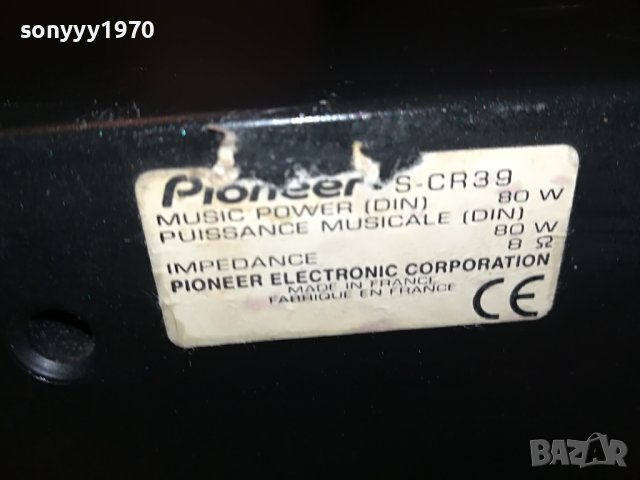 sonyyy1970
Pioneer S-CR39
MUSIC POWER (DIN) 80 W
PUISSANCE MUSICALE (DIN) 80 W
IMPEDANCE 8 Ω
PIONEER ELECTRONIC CORPORATION
MADE IN FRANCE
FABRIQUE EN FRANCE
CE
BAZAR